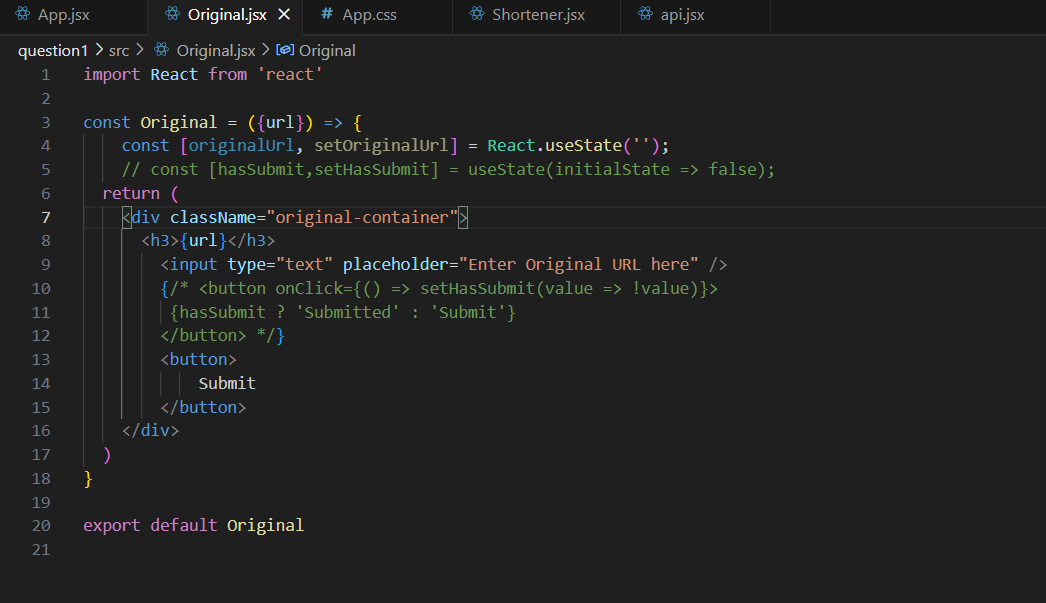 App.jsx Original.jsx # App.css Shortener.jsx api.jsx
question1 > src > Original.jsx > Original
1 import React from 'react'
2
3 const Original = ({url}) => {
4 const [originalUrl, setOriginalUrl] = React.useState('');
5 // const [hasSubmit,setHasSubmit] = useState(initialState => false);
6 return (
7 <div className="original-container">
8 <h3>{url}</h3>
9 <input type="text" placeholder="Enter Original URL here" />
10 {/* <button onClick={() => setHasSubmit(value => !value)}>
11 {hasSubmit ? 'Submitted' : 'Submit'}
12 </button> */}
13 <button>
14 Submit
15 </button>
16 </div>
17 )
18 }
19
20 export default Original
21